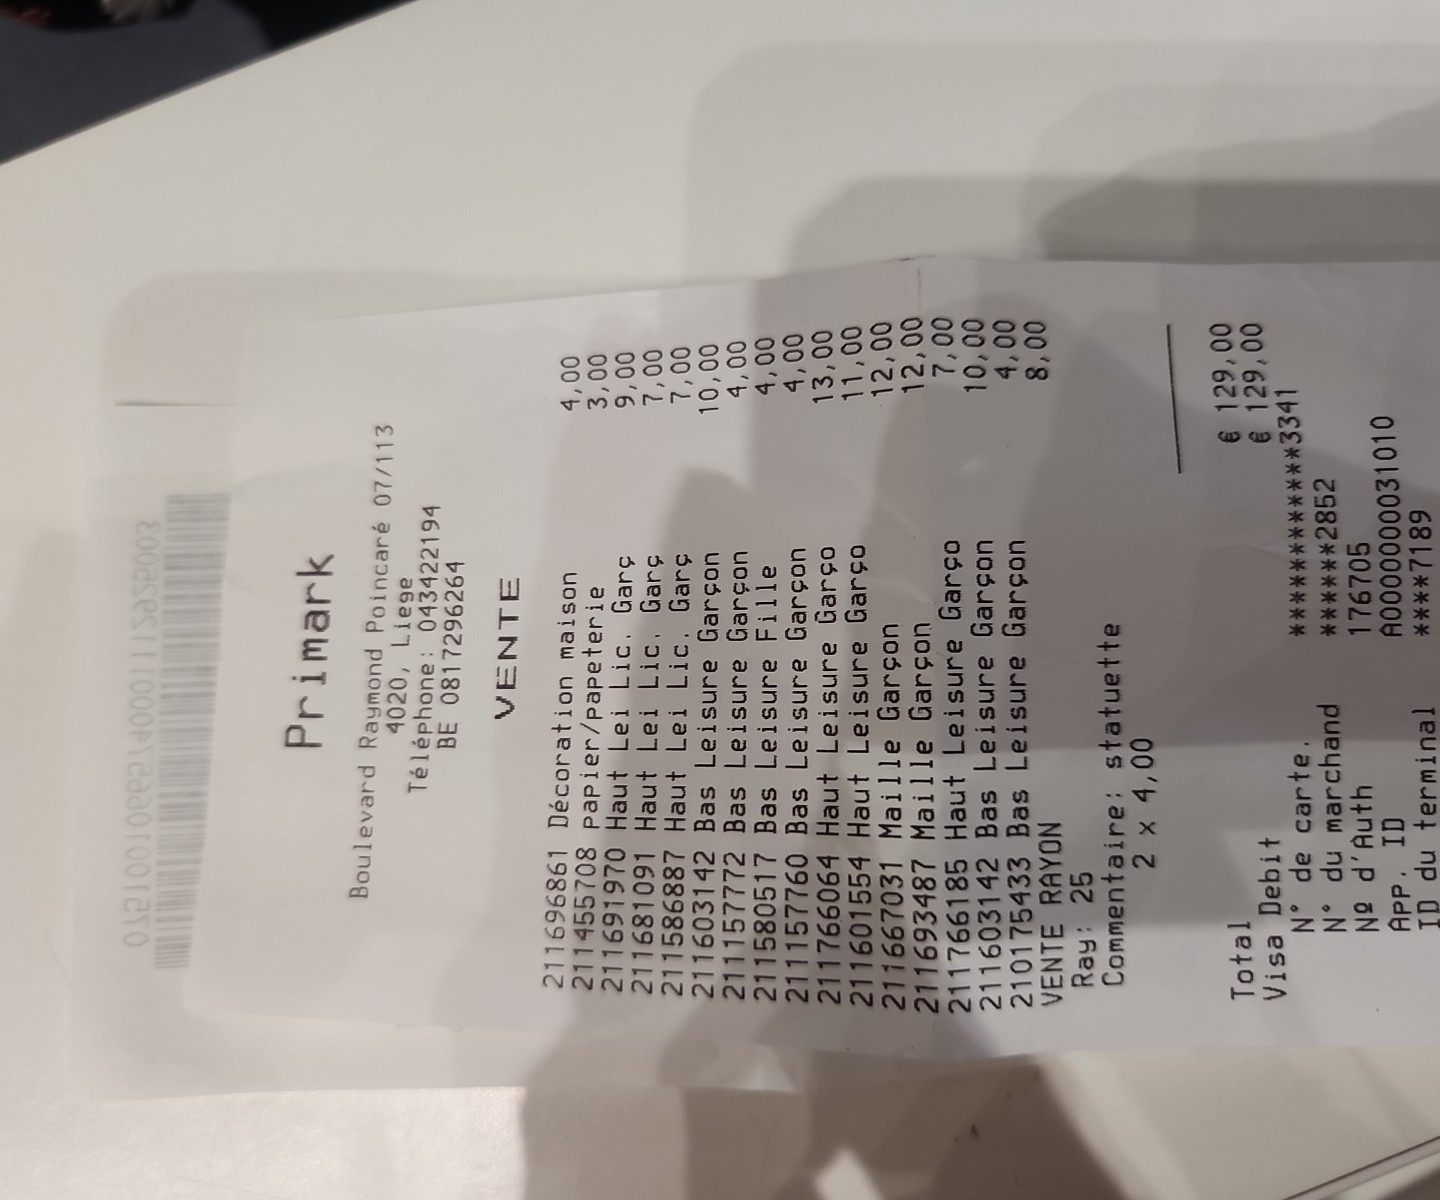 Primark
Boulevard Raymond Poincaré 07/113
4020, Liege
Téléphone: 043422194
BE 0817296264
VENTE
211696861 Décoration maison 4,00
211455708 papier/papeterie 3,00
211691970 Haut Lei Lic. Garç 9,00
211681091 Haut Lei Lic. Garç 7,00
211586887 Haut Lei Lic. Garç 7,00
211603142 Bas Leisure Garçon 10,00
211157772 Bas Leisure Garçon 4,00
211580517 Bas Leisure Fille 4,00
211157760 Bas Leisure Garçon 4,00
211766064 Haut Leisure Garço 13,00
211601554 Haut Leisure Garço 11,00
211667031 Maille Garçon 12,00
211693487 Maille Garçon 12,00
211766185 Haut Leisure Garço 7,00
211603142 Bas Leisure Garçon 10,00
210175433 Bas Leisure Garçon 4,00
VENTE RAYON 8,00
Ray: 25
Commentaire: statuette
2 x 4,00
Total € 129,00
Visa Debit € 129,00
N° de carte. ************3341
N° du marchand *****2852
Nº d'Auth 176705
APP. ID A0000000031010
ID du terminal ****7189